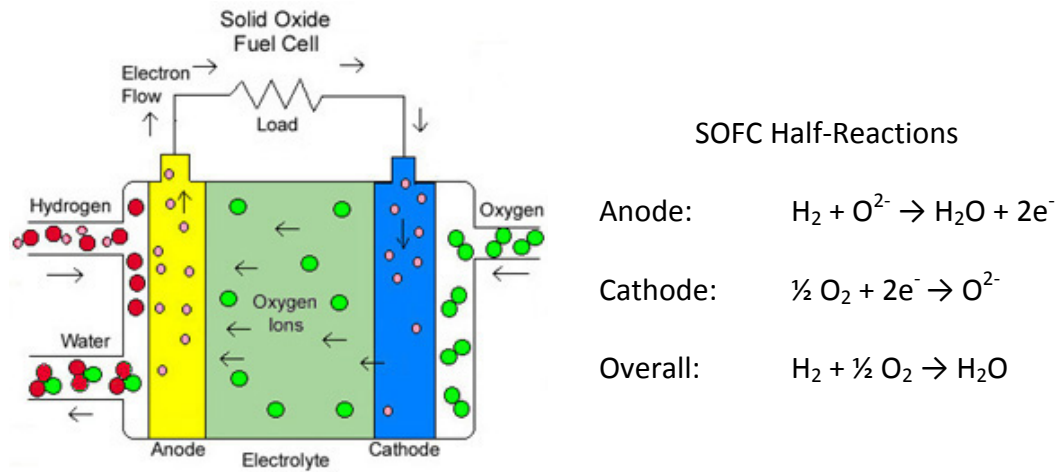 Solid Oxide
Fuel Cell
Electron
Flow
Load
Hydrogen
Oxygen
Oxygen
Ions
Water
Anode
Electrolyte
Cathode
SOFC Half-Reactions
Anode: H₂ + O²⁻ → H₂O + 2e⁻
Cathode: ½ O₂ + 2e⁻ → O²⁻
Overall: H₂ + ½ O₂ → H₂O